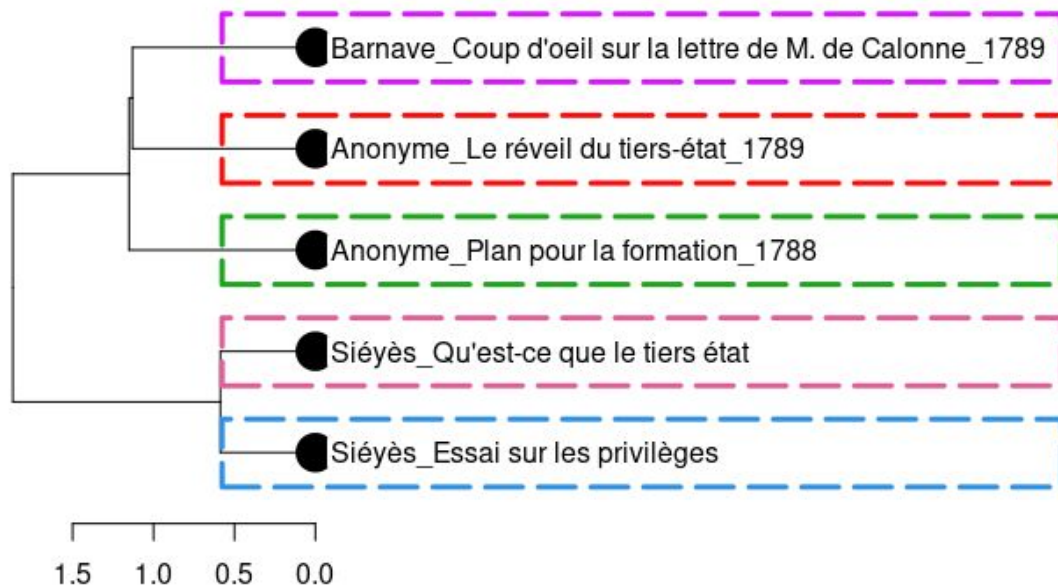 Barnave_Coup d'oeil sur la lettre de M. de Calonne_1789
Anonyme_Le réveil du tiers-état_1789
Anonyme_Plan pour la formation_1788
Siéyès_Qu'est-ce que le tiers état
Siéyès_Essai sur les privilèges
1.5 1.0 0.5 0.0